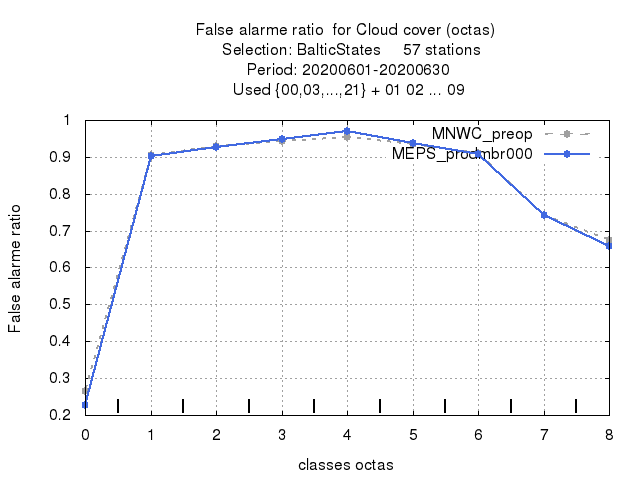 False alarme ratio  for Cloud cover (octas)
Selection: BalticStates     57 stations
Period: 20200601-20200630
Used {00,03,...,21} + 01 02 ... 09
MNWC_preop
MEPS_prodmbr000
1
0.9
0.8
0.7
0.6
0.5
0.4
0.3
0.2
False alarme ratio
0 1 2 3 4 5 6 7 8
classes octas